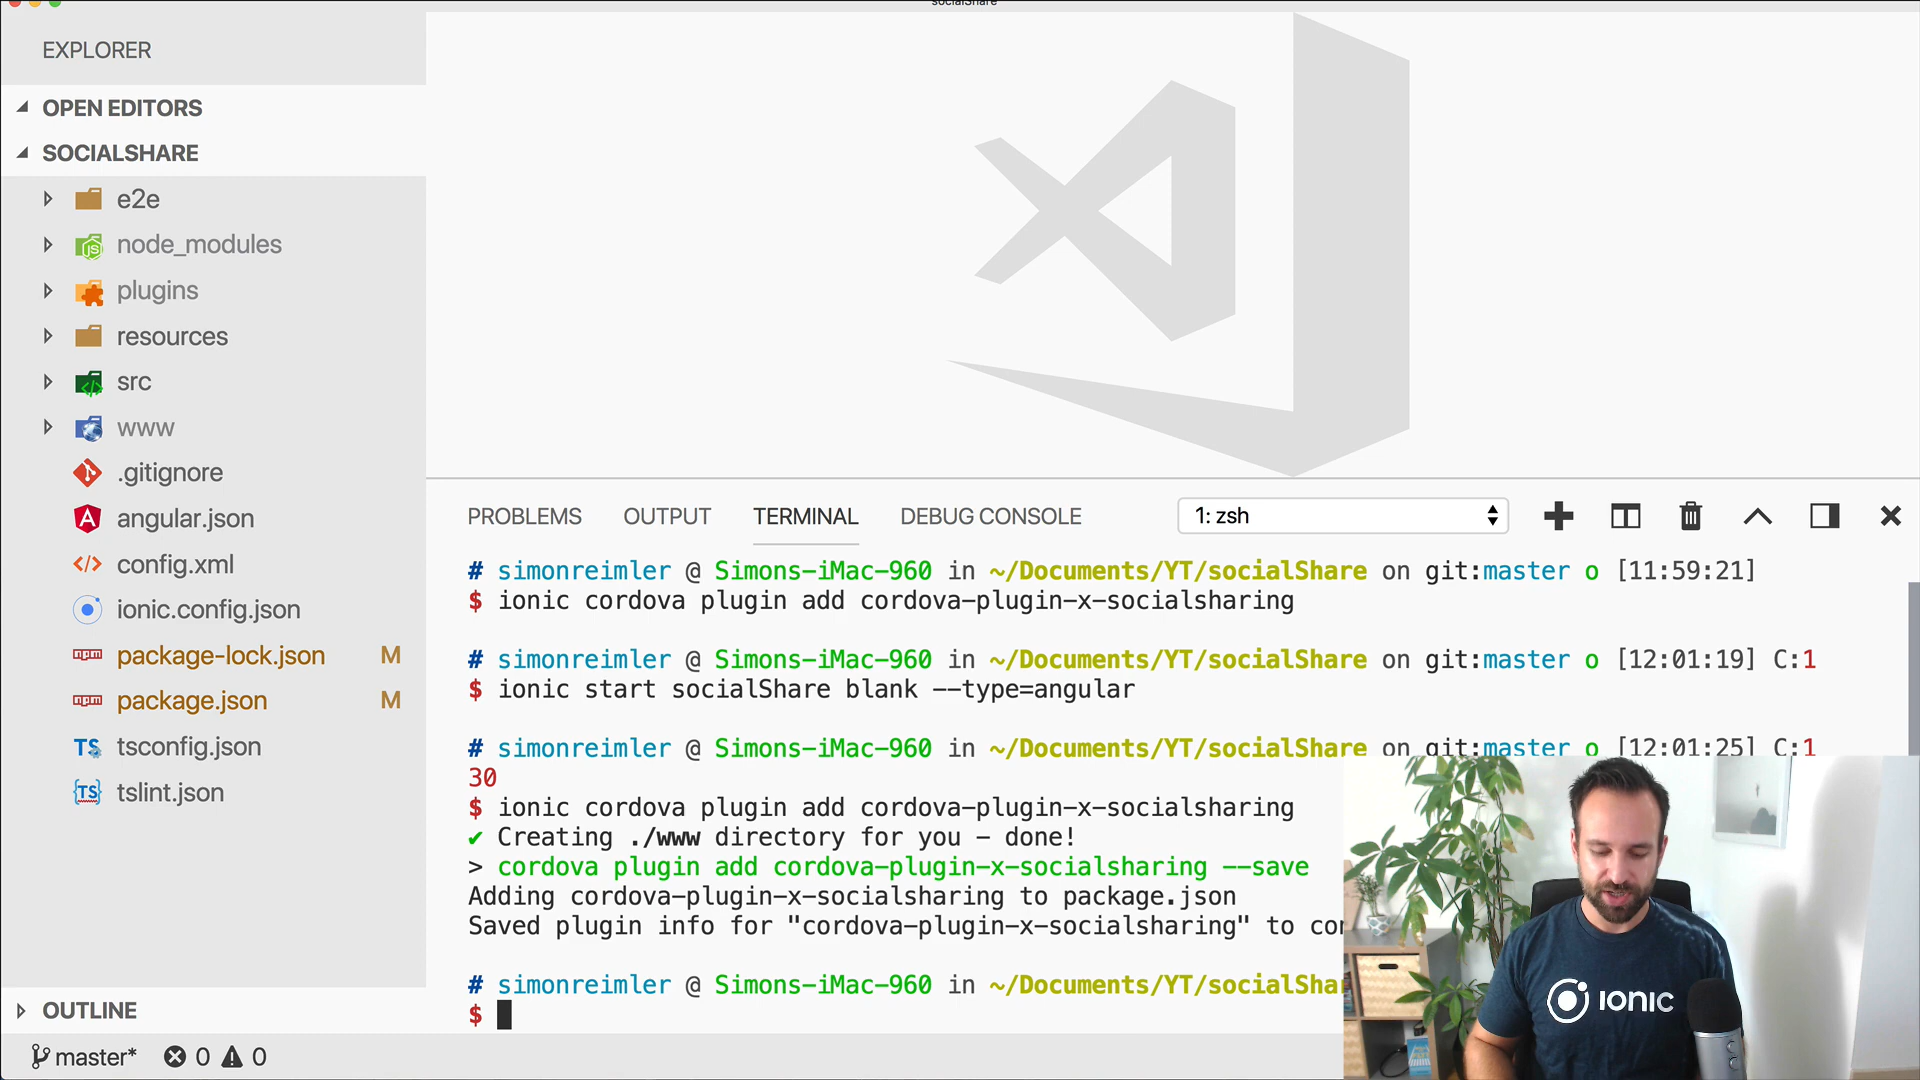 socialShare
EXPLORER
OPEN EDITORS
SOCIALSHARE
e2e
node_modules
plugins
resources
src
www
.gitignore
angular.json
config.xml
ionic.config.json
package-lock.json M
package.json M
tsconfig.json
tslint.json
OUTLINE
master* 0 0
PROBLEMS OUTPUT TERMINAL DEBUG CONSOLE 1: zsh
# simonreimler @ Simons-iMac-960 in ~/Documents/YT/socialShare on git:master o [11:59:21]
$ ionic cordova plugin add cordova-plugin-x-socialsharing
# simonreimler @ Simons-iMac-960 in ~/Documents/YT/socialShare on git:master o [12:01:19] C:1
$ ionic start socialShare blank --type=angular
# simonreimler @ Simons-iMac-960 in ~/Documents/YT/socialShare on git:master o [12:01:25] C:1
30
$ ionic cordova plugin add cordova-plugin-x-socialsharing
✔ Creating ./www directory for you - done!
> cordova plugin add cordova-plugin-x-socialsharing --save
Adding cordova-plugin-x-socialsharing to package.json
Saved plugin info for "cordova-plugin-x-socialsharing" to
# simonreimler @ Simons-iMac-960 in ~/Documents/YT/socialSha
$
IONIC